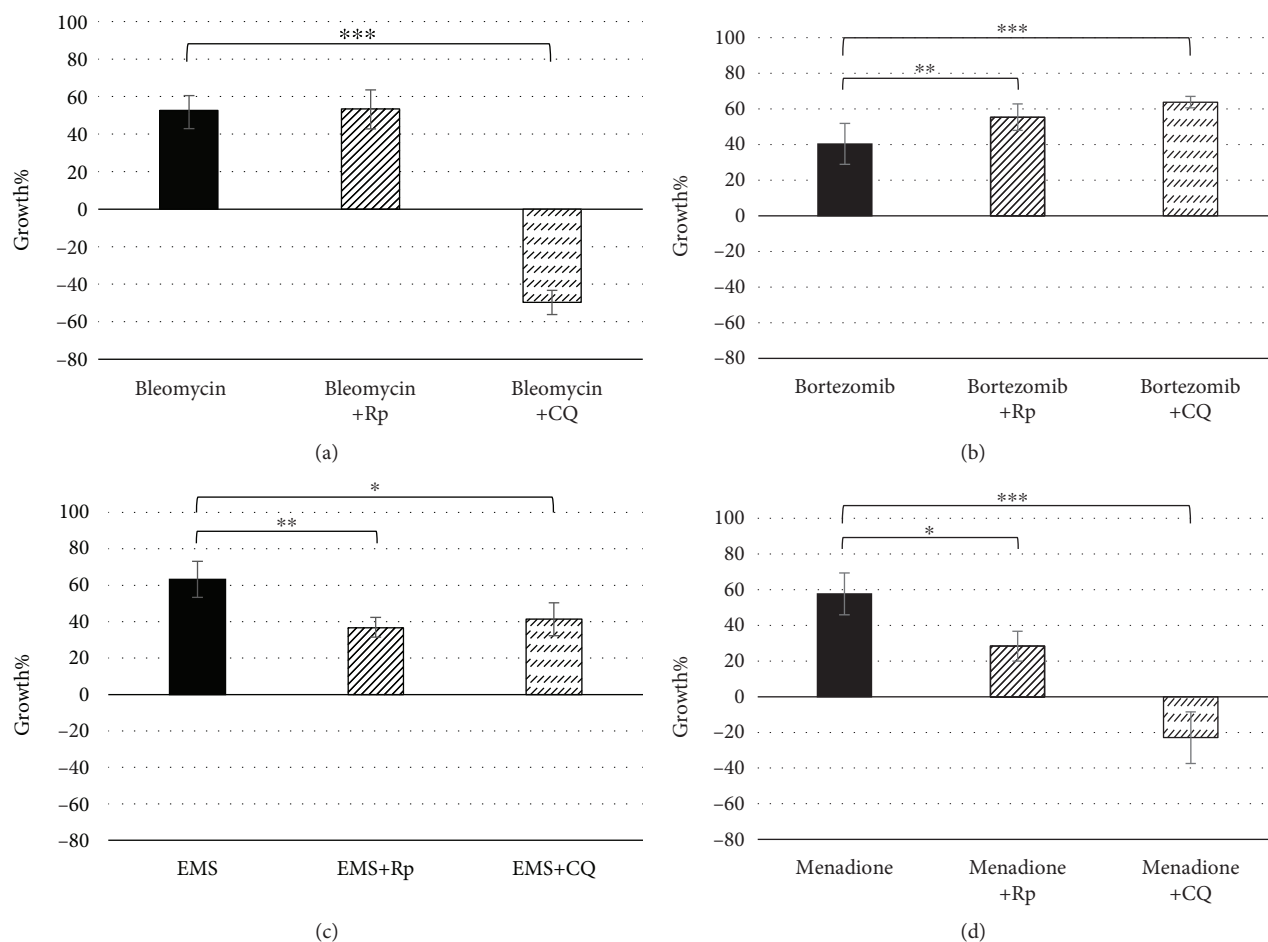 100
80
60
40
20
0
–20
–40
–60
–80
Growth%
***
Bleomycin
Bleomycin
+Rp
Bleomycin
+CQ
(a)
100
80
60
40
20
0
–20
–40
–60
–80
Growth%
***
**
Bortezomib
Bortezomib
+Rp
Bortezomib
+CQ
(b)
100
80
60
40
20
0
–20
–40
–60
–80
Growth%
*
**
EMS
EMS+Rp
EMS+CQ
(c)
100
80
60
40
20
0
–20
–40
–60
–80
Growth%
***
*
Menadione
Menadione
+Rp
Menadione
+CQ
(d)